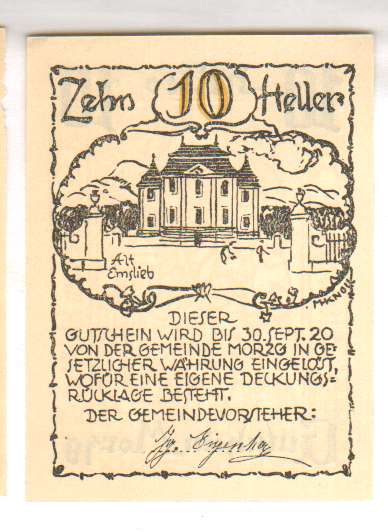 Zehn 10 Heller
Alt
Emslieb
M.KNOLL
DIESER
GUTSCHEIN WIRD BIS 30.SEPT. 20
VON DER GEMEINDE MORZG IN GE-
SETZLICHER WÄHRUNG EINGELÖST,
WOFÜR EINE EIGENE DECKUNGS=
RÜCKLAGE BESTEHT.
DER GEMEINDEVORSTEHER: